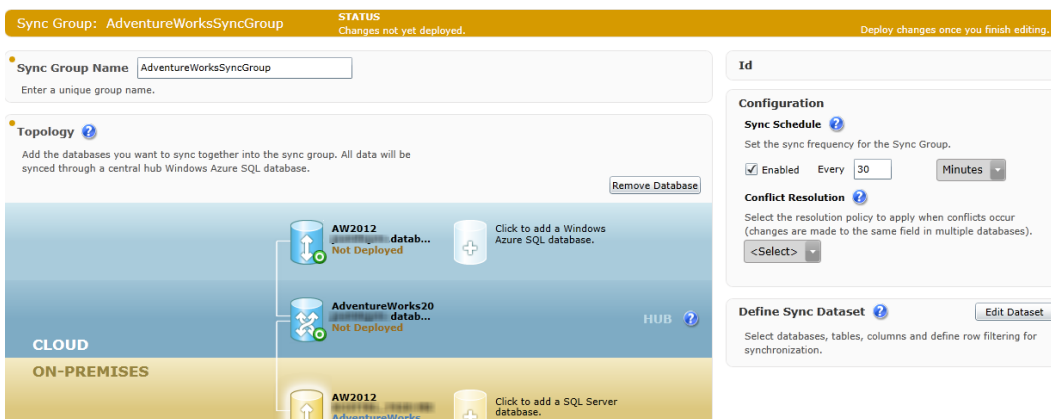 Sync Group: AdventureWorksSyncGroup
STATUS
Changes not yet deployed.
Deploy changes once you finish editing.
Sync Group Name AdventureWorksSyncGroup
Enter a unique group name.
Topology ?
Add the databases you want to sync together into the sync group. All data will be
synced through a central hub Windows Azure SQL database.
Remove Database
AW2012
datab...
Not Deployed
Click to add a Windows
Azure SQL database.
AdventureWorks20
datab...
Not Deployed
HUB ?
CLOUD
ON-PREMISES
AW2012
AdventureWorks
Click to add a SQL Server
database.
Id
Configuration
Sync Schedule ?
Set the sync frequency for the Sync Group.
Enabled Every 30 Minutes
Conflict Resolution ?
Select the resolution policy to apply when conflicts occur
(changes are made to the same field in multiple databases).
<Select>
Define Sync Dataset ? Edit Dataset
Select databases, tables, columns and define row filtering for
synchronization.